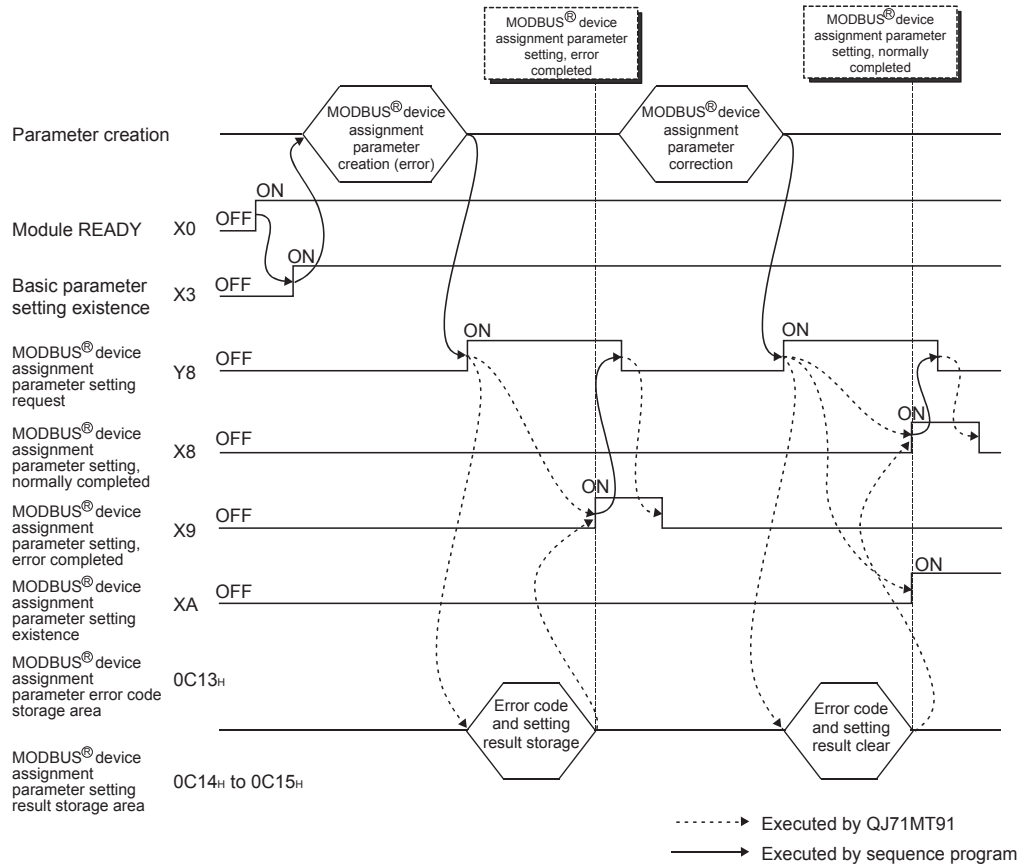 MODBUS® device
assignment parameter
setting, error
completed
MODBUS® device
assignment parameter
setting, normally
completed
Parameter creation
MODBUS® device
assignment
parameter
creation (error)
MODBUS® device
assignment
parameter
correction
Module READY X0 OFF ON
Basic parameter
setting existence X3 OFF ON
MODBUS® device
assignment
parameter setting
request
Y8 OFF ON ON
MODBUS® device
assignment
parameter setting,
normally completed
X8 OFF ON
MODBUS® device
assignment
parameter setting,
error completed
X9 OFF ON
MODBUS® device
assignment
parameter setting
existence
XA OFF ON
MODBUS® device
assignment
parameter error code
storage area
0C13H
Error code
and setting
result storage
Error code
and setting
result clear
MODBUS® device
assignment
parameter setting
result storage area
0C14H to 0C15H
Executed by QJ71MT91
Executed by sequence program